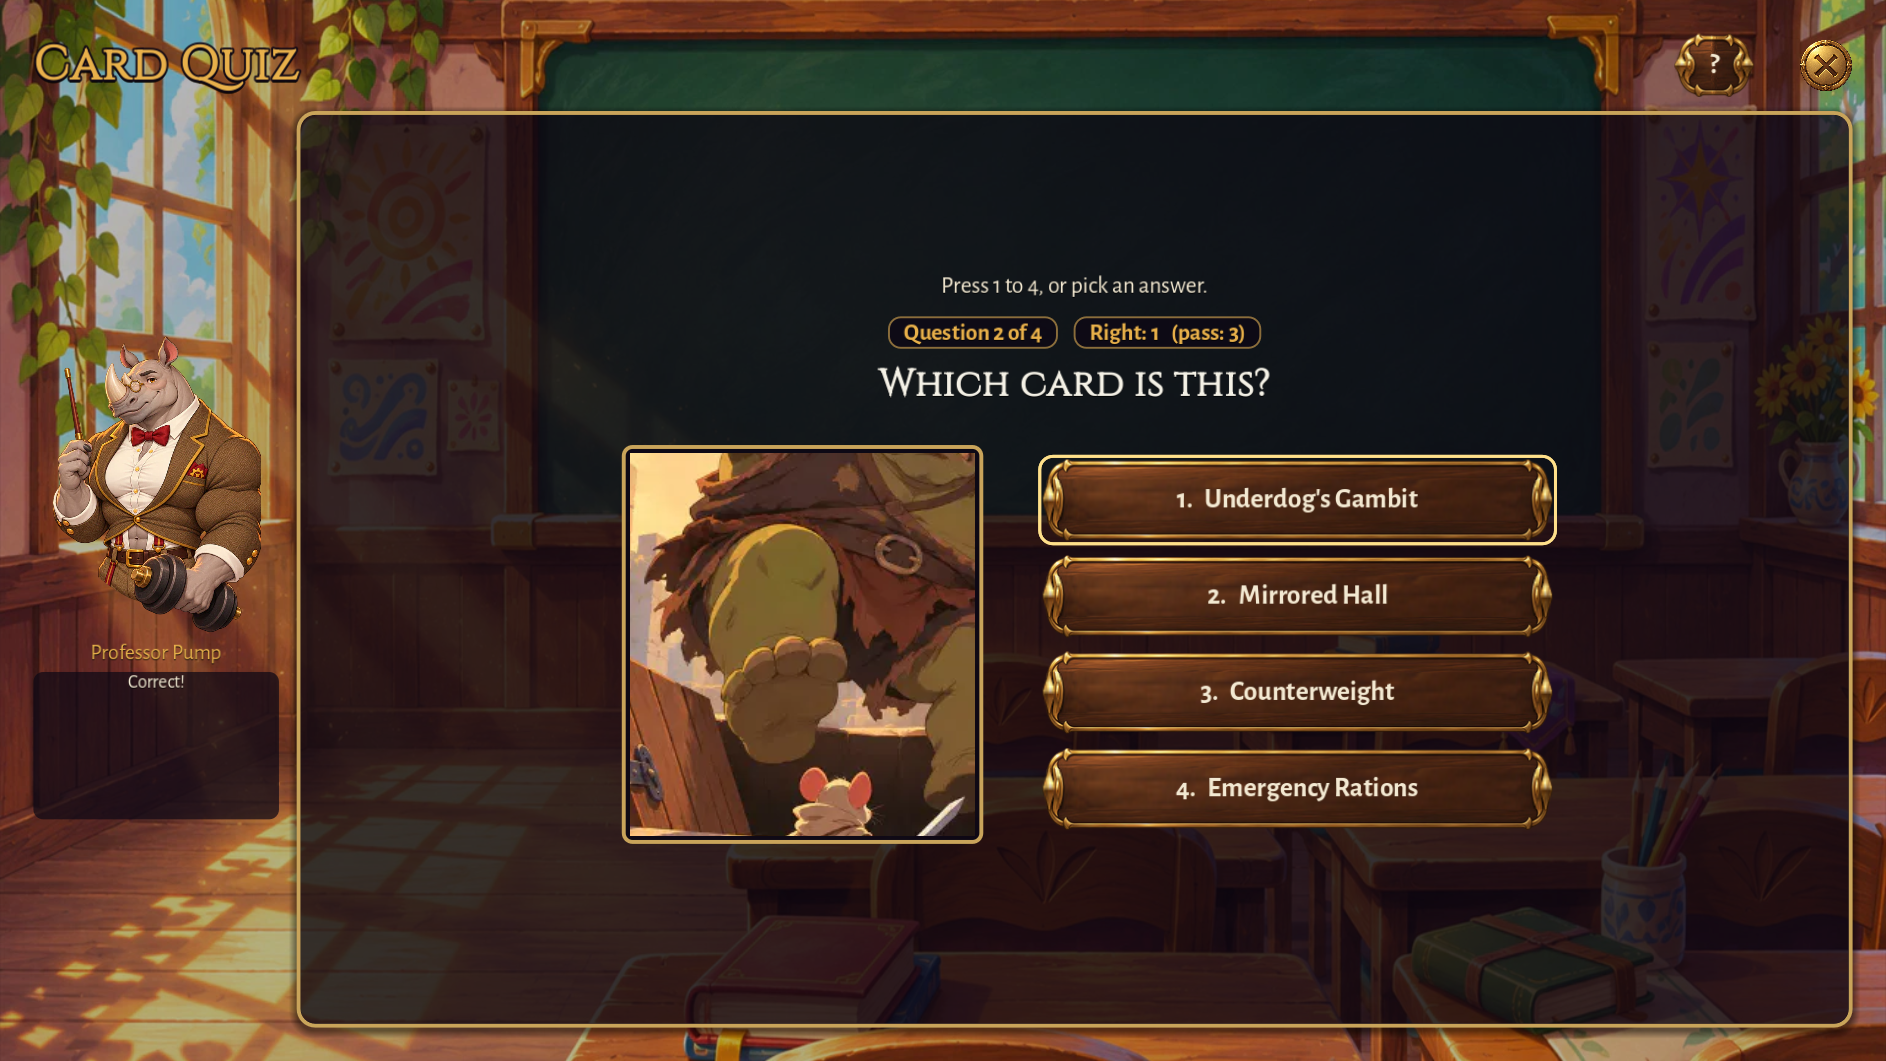 Card Quiz
?
Press 1 to 4, or pick an answer.
Question 2 of 4
Right: 1 (pass: 3)
Which card is this?
1. Underdog's Gambit
2. Mirrored Hall
3. Counterweight
4. Emergency Rations
Professor Pump
Correct!